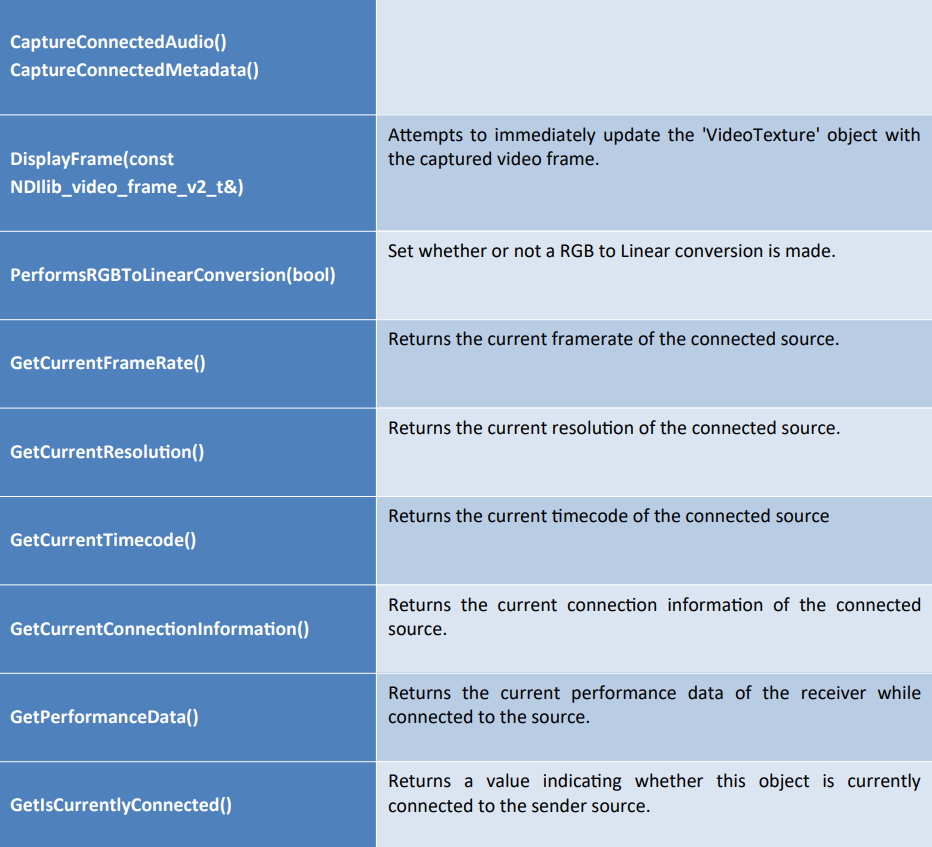 CaptureConnectedAudio()
CaptureConnectedMetadata()
DisplayFrame(const
NDIlib_video_frame_v2_t&)
Attempts to immediately update the 'VideoTexture' object with
the captured video frame.
PerformsRGBToLinearConversion(bool)
Set whether or not a RGB to Linear conversion is made.
GetCurrentFrameRate()
Returns the current framerate of the connected source.
GetCurrentResolution()
Returns the current resolution of the connected source.
GetCurrentTimecode()
Returns the current timecode of the connected source
GetCurrentConnectionInformation()
Returns the current connection information of the connected
source.
GetPerformanceData()
Returns the current performance data of the receiver while
connected to the source.
GetIsCurrentlyConnected()
Returns a value indicating whether this object is currently
connected to the sender source.